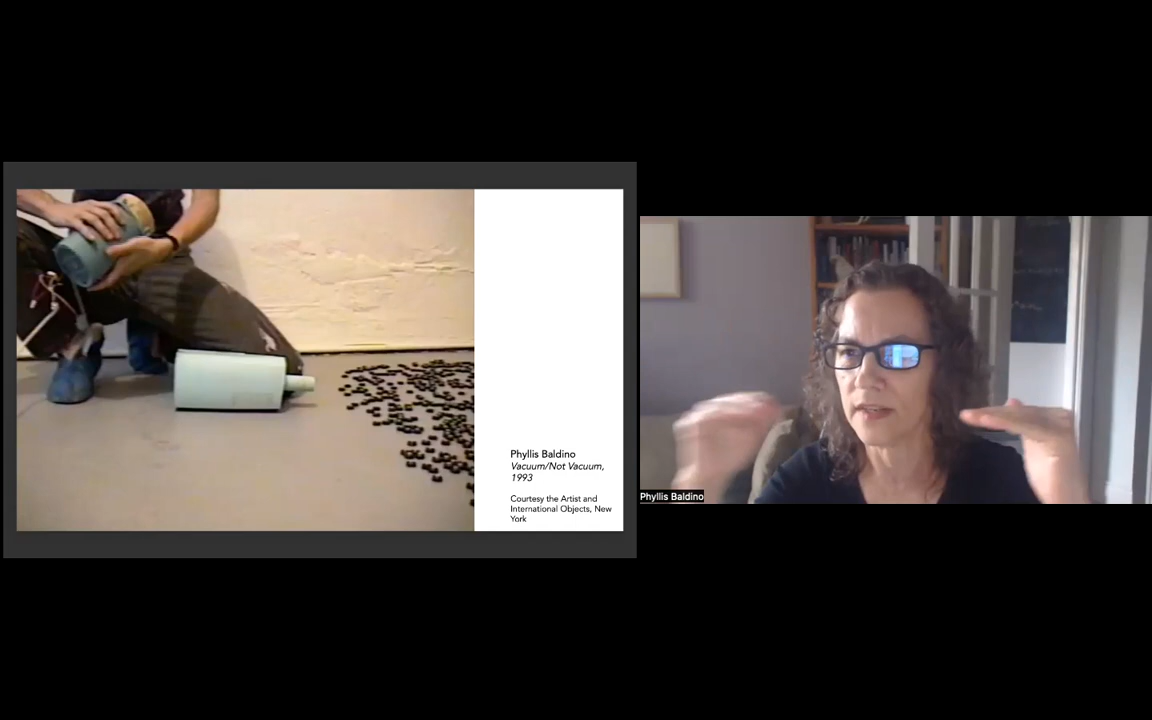 Phyllis Baldino
Vacuum/Not Vacuum,
1993
Courtesy the Artist and
International Objects, New
York
Phyllis Baldino